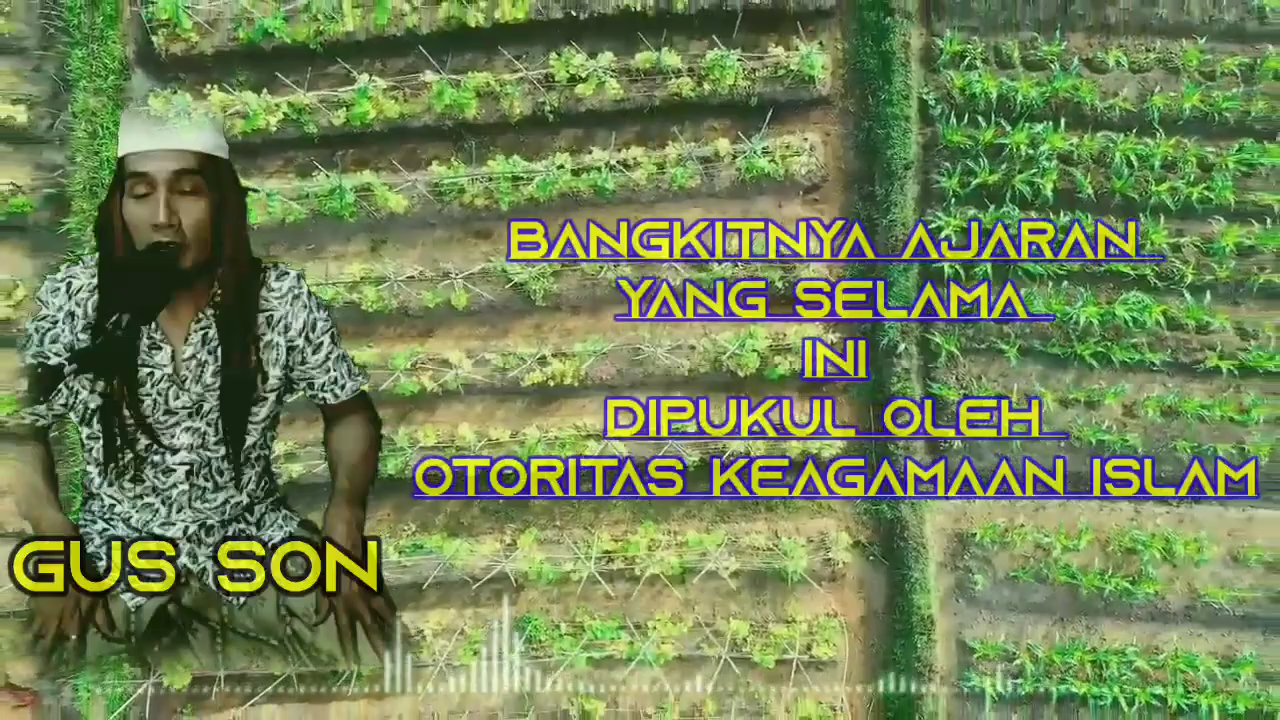 BANGKITNYA AJARAN
YANG SELAMA
INI
DIPUKUL OLEH
OTORITAS KEAGAMAAN ISLAM
GUS SON